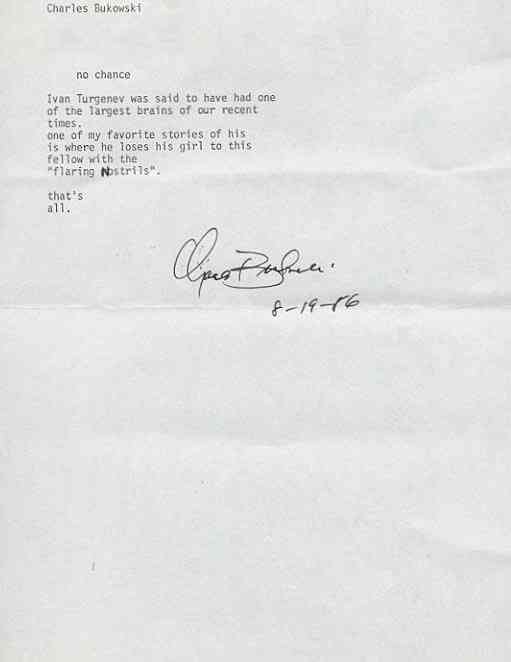 Charles Bukowski
no chance
Ivan Turgenev was said to have had one
of the largest brains of our recent
times.
one of my favorite stories of his
is where he loses his girl to this
fellow with the
"flaring Nostrils".
that's
all.
Charles Bukowski
8-19-86